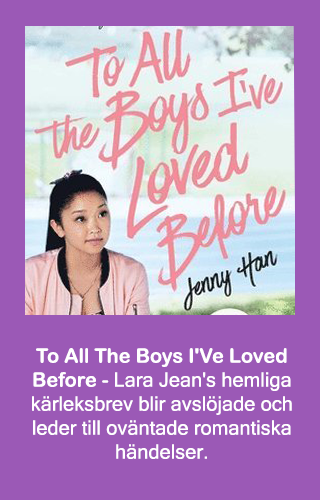 To All
the Boys I've
Loved
Before
Jenny Han
To All The Boys I'Ve Loved
Before - Lara Jean's hemliga
kärleksbrev blir avslöjade och
leder till oväntade romantiska
händelser.